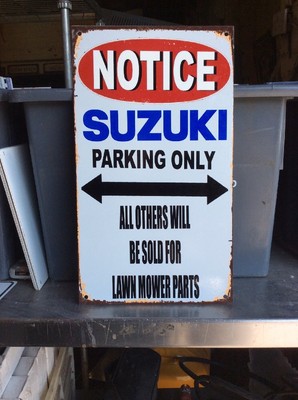 NOTICE
SUZUKI
PARKING ONLY
ALL OTHERS WILL
BE SOLD FOR
LAWN MOWER PARTS